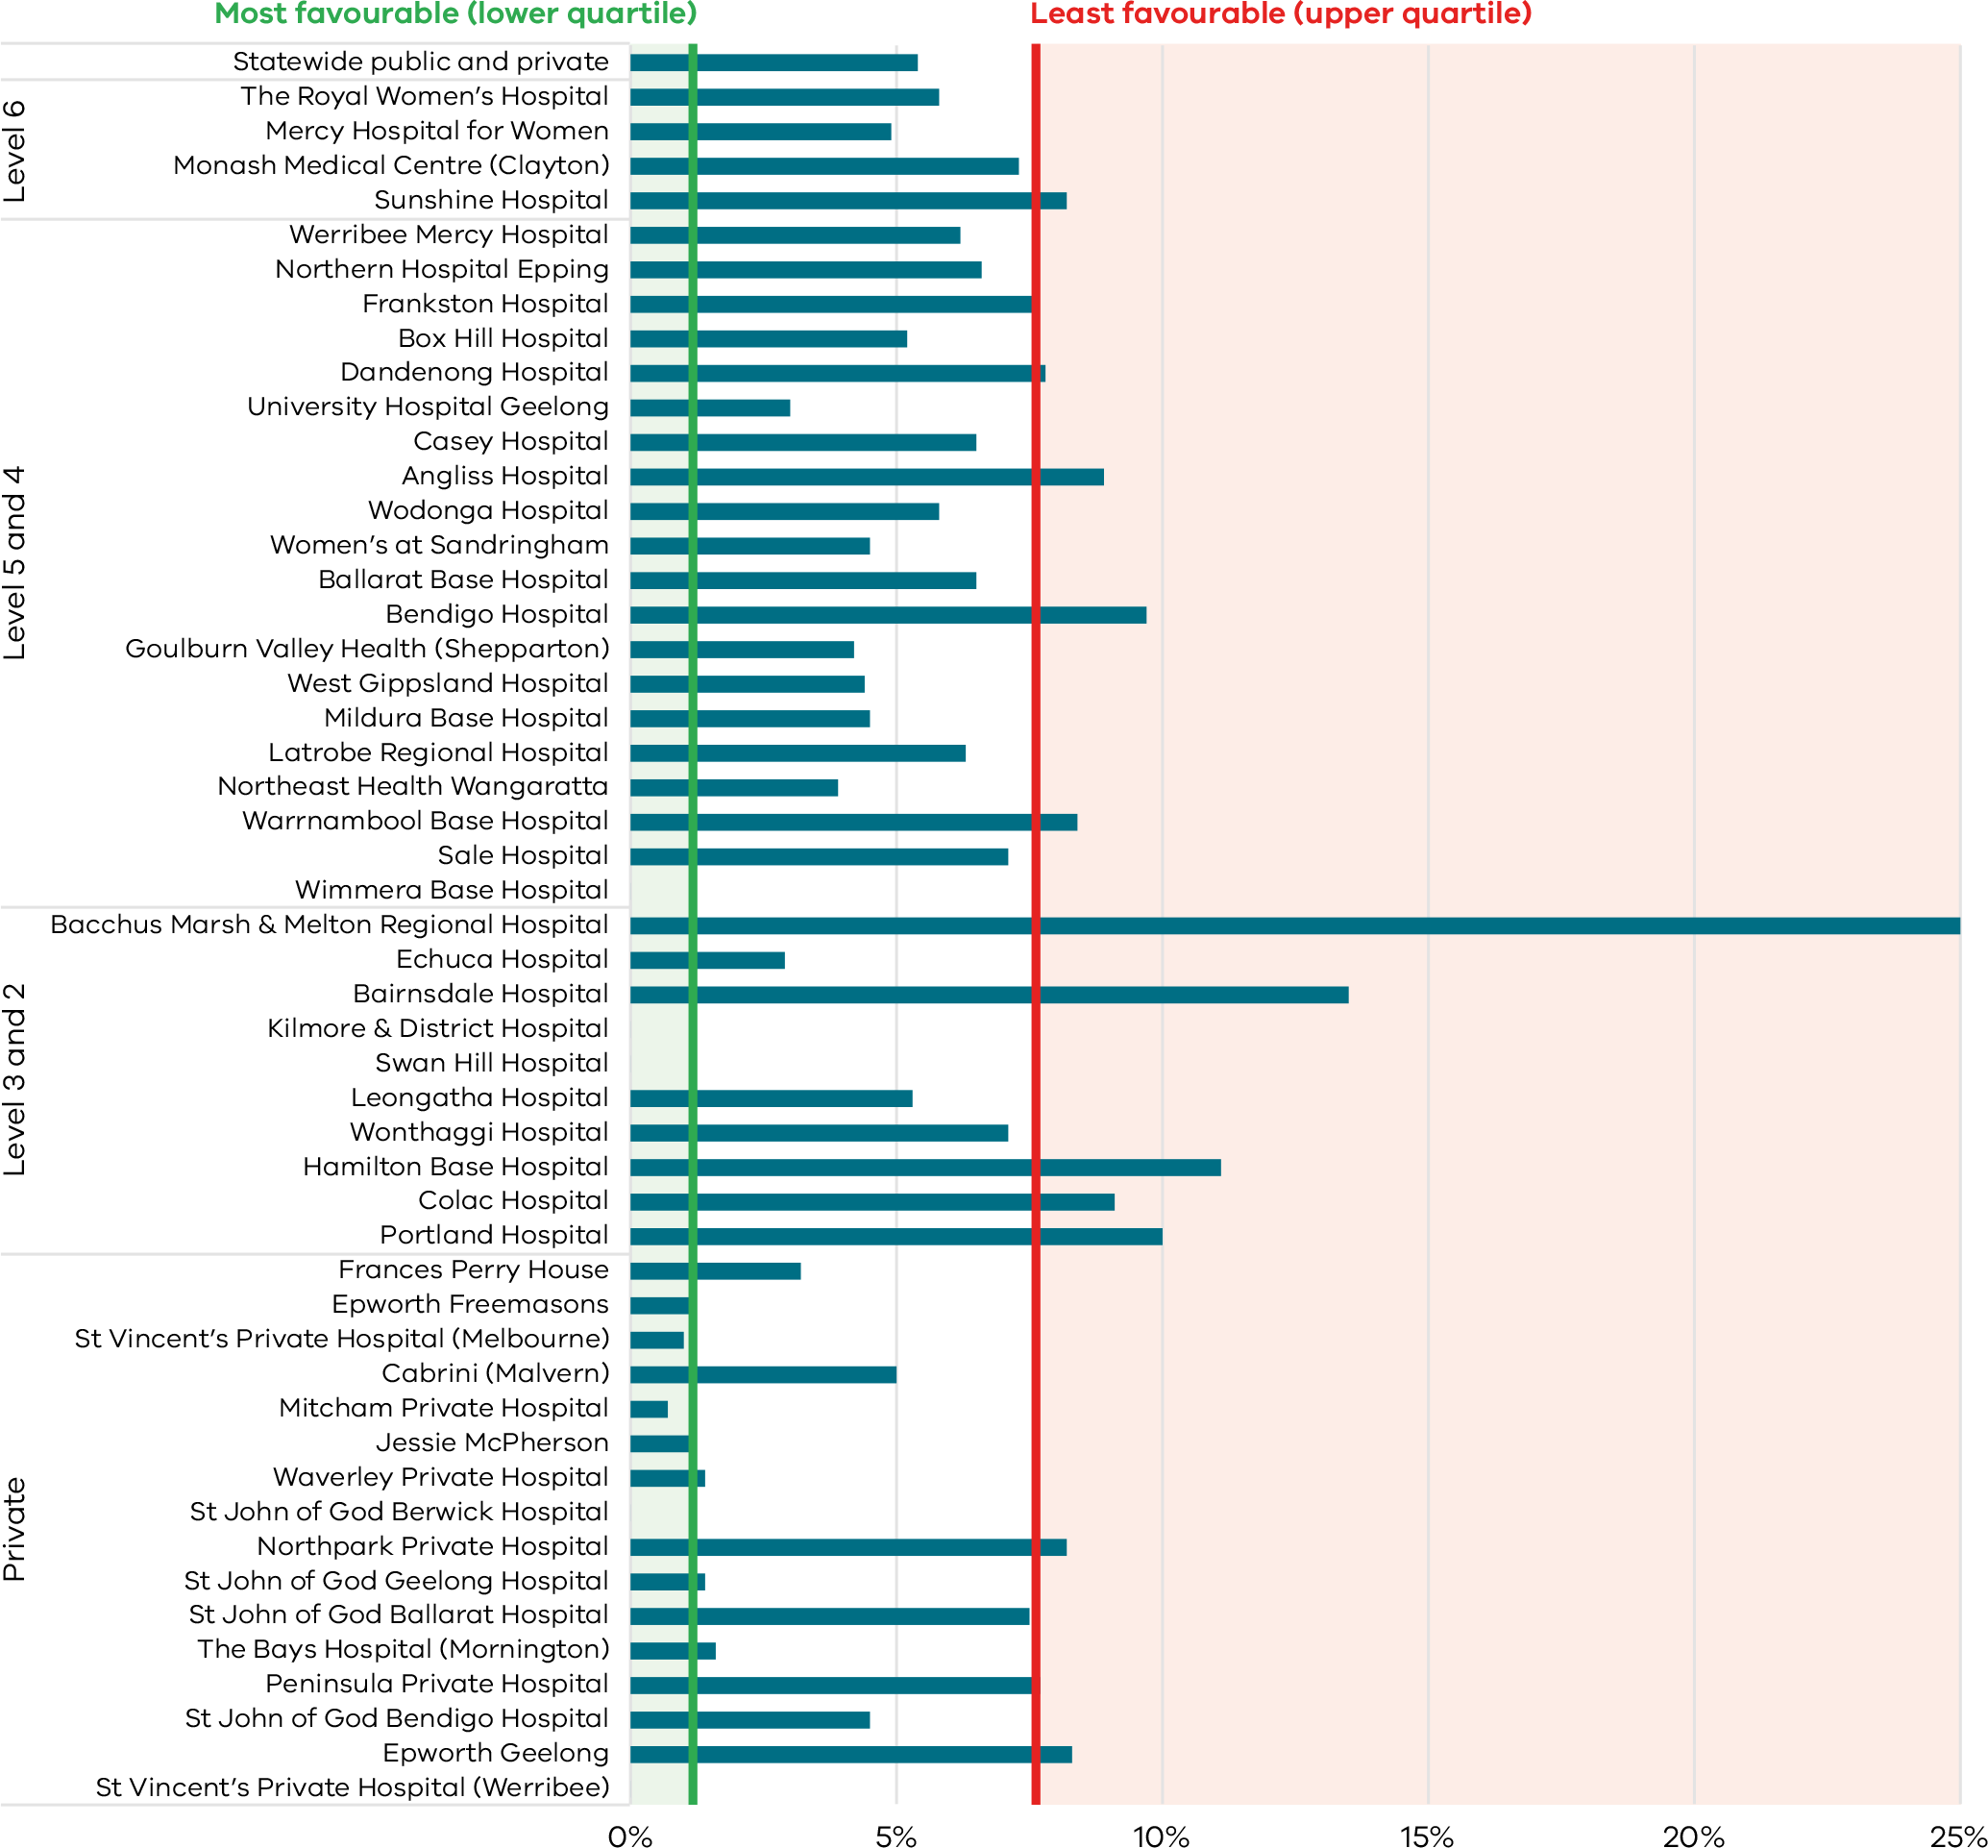 Most favourable (lower quartile)
Least favourable (upper quartile)
Statewide public and private
Level 6
The Royal Women’s Hospital
Mercy Hospital for Women
Monash Medical Centre (Clayton)
Sunshine Hospital
Level 5 and 4
Werribee Mercy Hospital
Northern Hospital Epping
Frankston Hospital
Box Hill Hospital
Dandenong Hospital
University Hospital Geelong
Casey Hospital
Angliss Hospital
Wodonga Hospital
Women’s at Sandringham
Ballarat Base Hospital
Bendigo Hospital
Goulburn Valley Health (Shepparton)
West Gippsland Hospital
Mildura Base Hospital
Latrobe Regional Hospital
Northeast Health Wangaratta
Warrnambool Base Hospital
Sale Hospital
Wimmera Base Hospital
Level 3 and 2
Bacchus Marsh & Melton Regional Hospital
Echuca Hospital
Bairnsdale Hospital
Kilmore & District Hospital
Swan Hill Hospital
Leongatha Hospital
Wonthaggi Hospital
Hamilton Base Hospital
Colac Hospital
Portland Hospital
Private
Frances Perry House
Epworth Freemasons
St Vincent’s Private Hospital (Melbourne)
Cabrini (Malvern)
Mitcham Private Hospital
Jessie McPherson
Waverley Private Hospital
St John of God Berwick Hospital
Northpark Private Hospital
St John of God Geelong Hospital
St John of God Ballarat Hospital
The Bays Hospital (Mornington)
Peninsula Private Hospital
St John of God Bendigo Hospital
Epworth Geelong
St Vincent’s Private Hospital (Werribee)
0% 5% 10% 15% 20% 25%